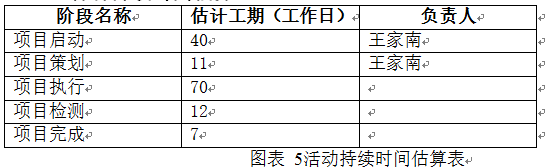 阶段名称 估计工期（工作日） 负责人
项目启动 40 王家南
项目策划 11 王家南
项目执行 70
项目检测 12
项目完成 7
图表 5活动持续时间估算表